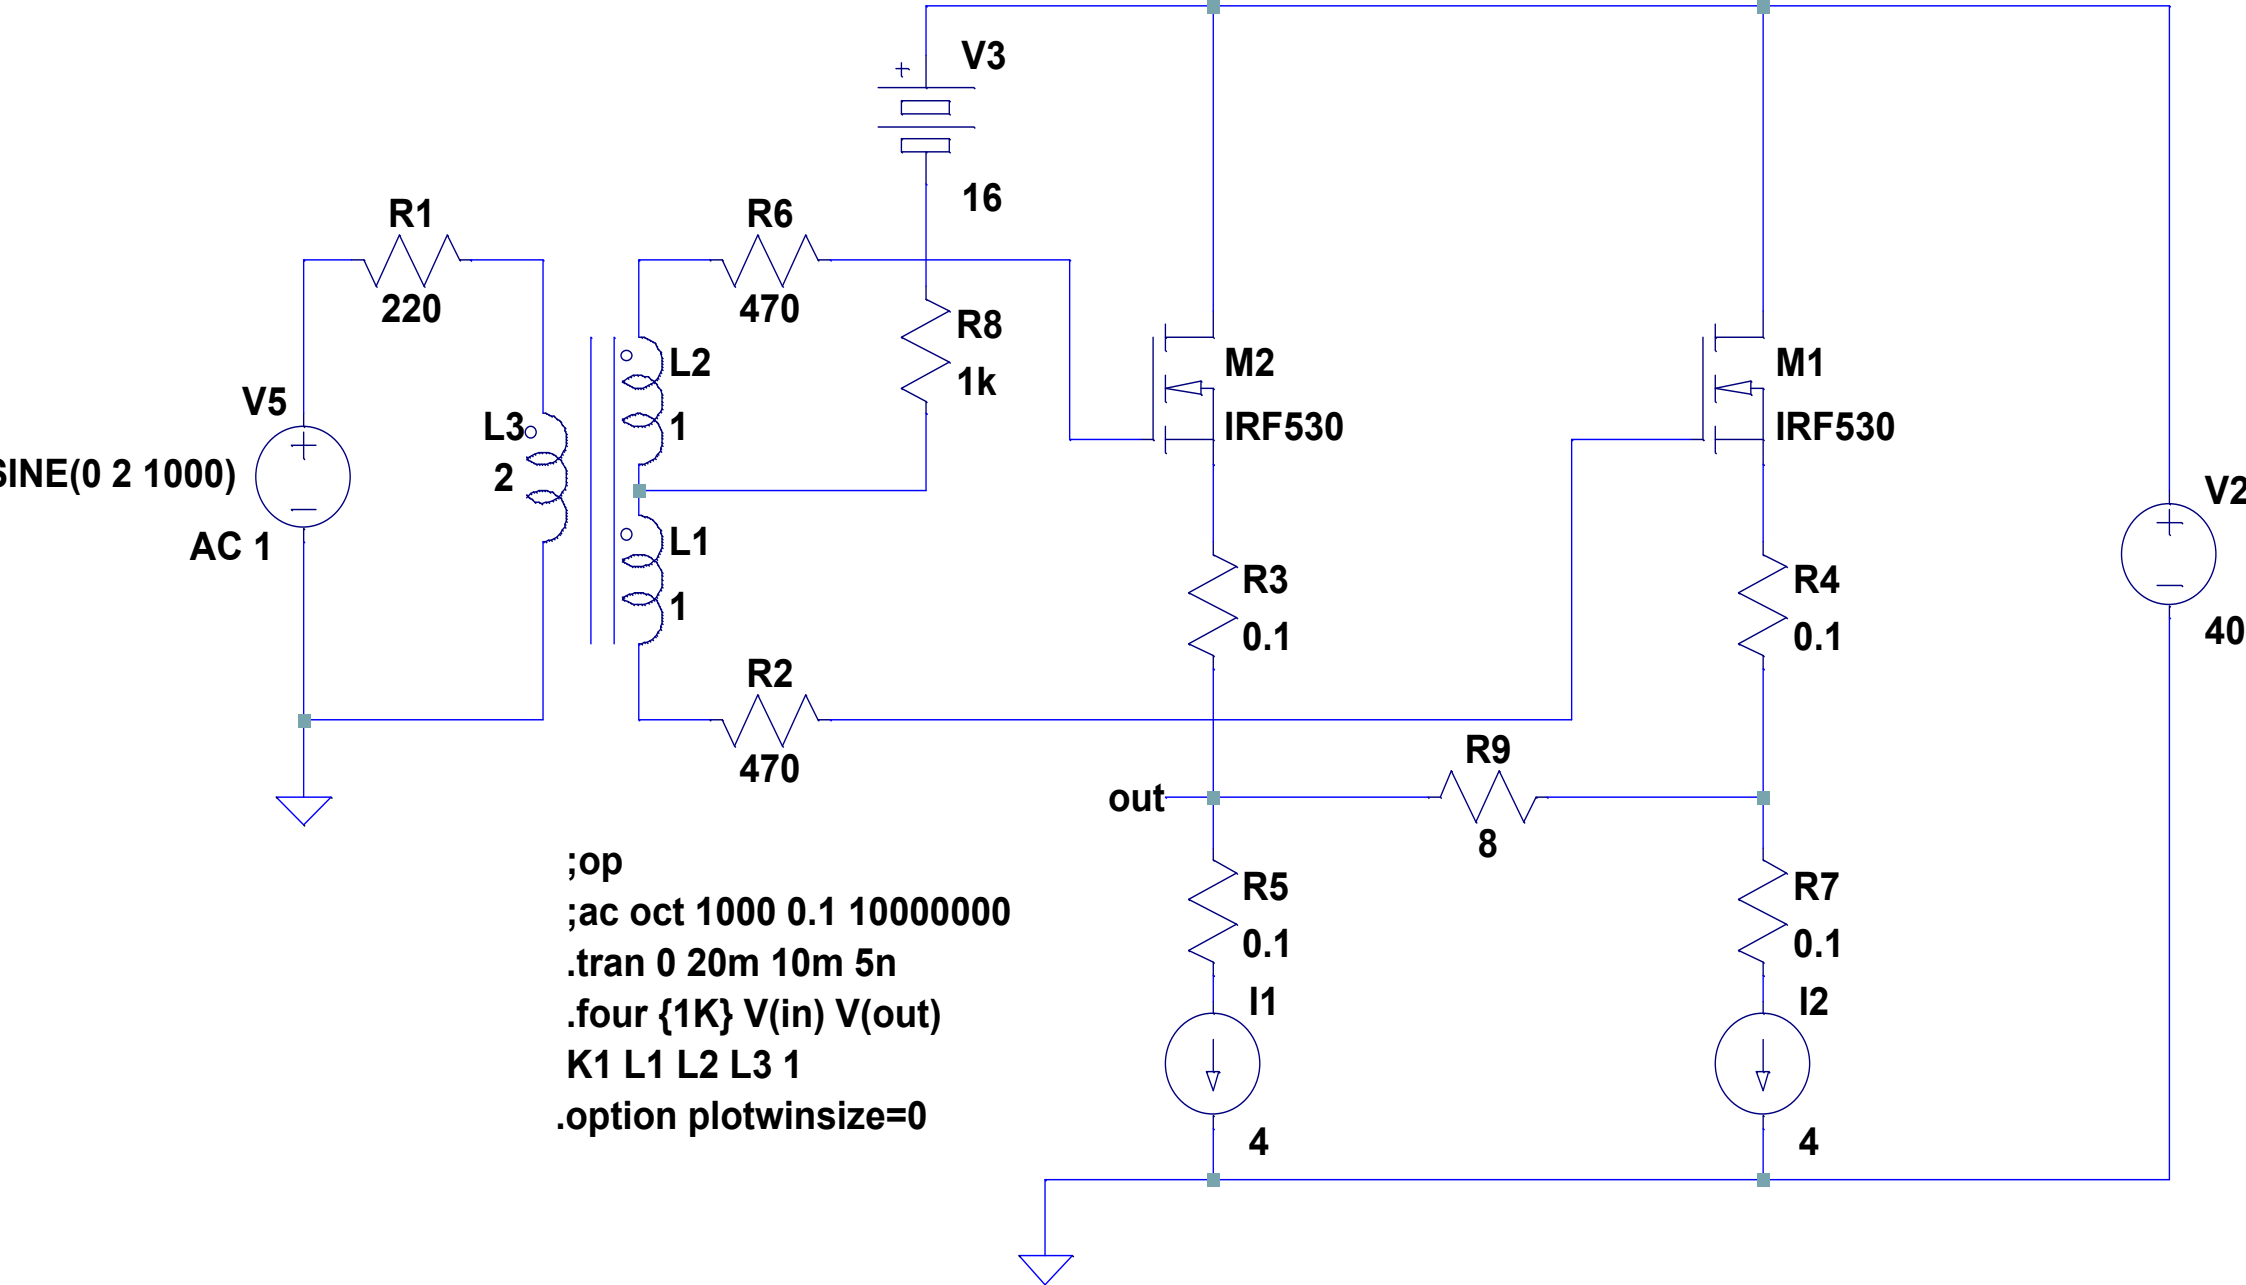 V3
+
16
R1
220
R6
470
R8
1k
L2
1
M2
IRF530
M1
IRF530
V5
SINE(0 2 1000)
AC 1
L3
2
L1
1
V2
40
R3
0.1
R4
0.1
R2
470
R9
8
out
R5
0.1
R7
0.1
I1
4
I2
4
;op
;ac oct 1000 0.1 10000000
.tran 0 20m 10m 5n
.four {1K} V(in) V(out)
K1 L1 L2 L3 1
.option plotwinsize=0